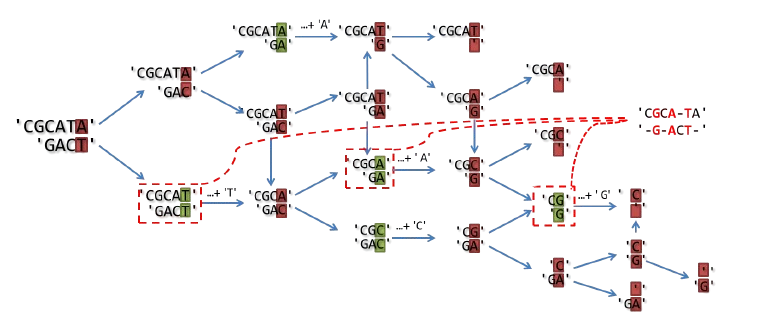 'CGCATA'
'GACT'
'CGCATA'
'GAC'
'CGCAT'
'GACT'
...+ 'T'
'CGCATA'
'GA'
...+ 'A'
'CGCAT'
'GAC'
'CGCA'
'GAC'
'CGCAT'
'G'
'CGCAT'
'GA'
'CGCA'
'GA'
...+ 'A'
'CGC'
'GAC'
...+ 'C'
'CGCAT'
' '
'CGCA'
'G'
'CGC'
'G'
'CG'
'GA'
'CGCA'
' '
'CGC'
' '
'CG'
'G'
...+ 'G'
'C'
'GA'
'C'
' '
'C'
'G'
' '
'GA'
' '
'G'
'CGCA-TA'
'-G-ACT-'